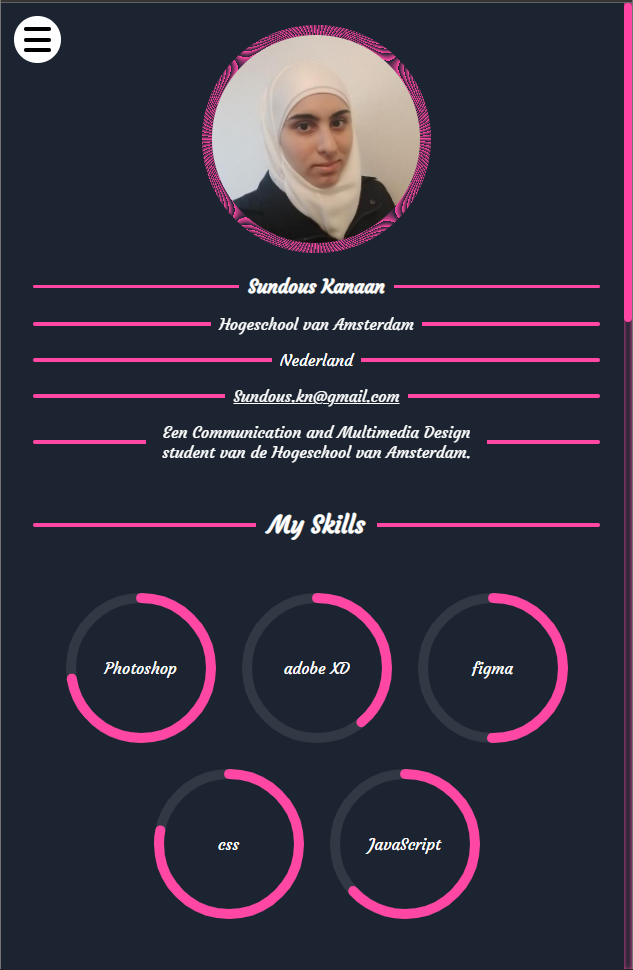 Sundous Kanaan
Hogeschool van Amsterdam
Nederland
Sundous.kn@gmail.com
Een Communication and Multimedia Design
student van de Hogeschool van Amsterdam.
My Skills
Photoshop
adobe XD
figma
css
JavaScript